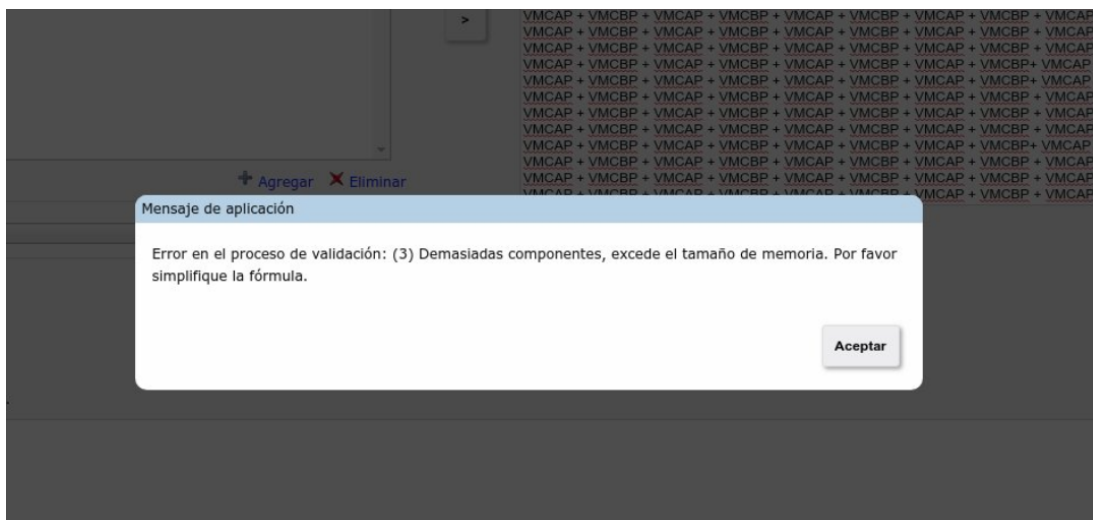 >
VMCAP + VMCBP + VMCAP + VMCBP + VMCAP + VMCBP + VMCAP + VMCBP + VMCAP
VMCAP + VMCBP + VMCAP + VMCBP + VMCAP + VMCBP + VMCAP + VMCBP + VMCAP
VMCAP + VMCBP + VMCAP + VMCBP + VMCAP + VMCBP + VMCAP + VMCBP + VMCAP
VMCAP + VMCBP + VMCAP + VMCBP + VMCAP + VMCBP + VMCAP + VMCBP+ VMCAP
VMCAP + VMCBP + VMCAP + VMCBP + VMCAP + VMCBP + VMCAP + VMCBP+ VMCAP
VMCAP + VMCBP + VMCAP + VMCBP + VMCAP + VMCBP + VMCAP + VMCBP + VMCAP
VMCAP + VMCBP + VMCAP + VMCBP + VMCAP + VMCBP + VMCAP + VMCBP + VMCAP
VMCAP + VMCBP + VMCAP + VMCBP + VMCAP + VMCBP + VMCAP + VMCBP + VMCAP
VMCAP + VMCBP + VMCAP + VMCBP + VMCAP + VMCBP + VMCAP + VMCBP+ VMCAP
VMCAP + VMCBP + VMCAP + VMCBP + VMCAP + VMCBP + VMCAP + VMCBP + VMCAP
VMCAP + VMCBP + VMCAP + VMCBP + VMCAP + VMCBP + VMCAP + VMCBP + VMCAP
VMCAP + VMCBP + VMCAP + VMCBP + VMCAP + VMCBP + VMCAP + VMCBP + VMCAP
Agregar Eliminar
Mensaje de aplicación
Error en el proceso de validación: (3) Demasiadas componentes, excede el tamaño de memoria. Por favor
simplifique la fórmula.
Aceptar